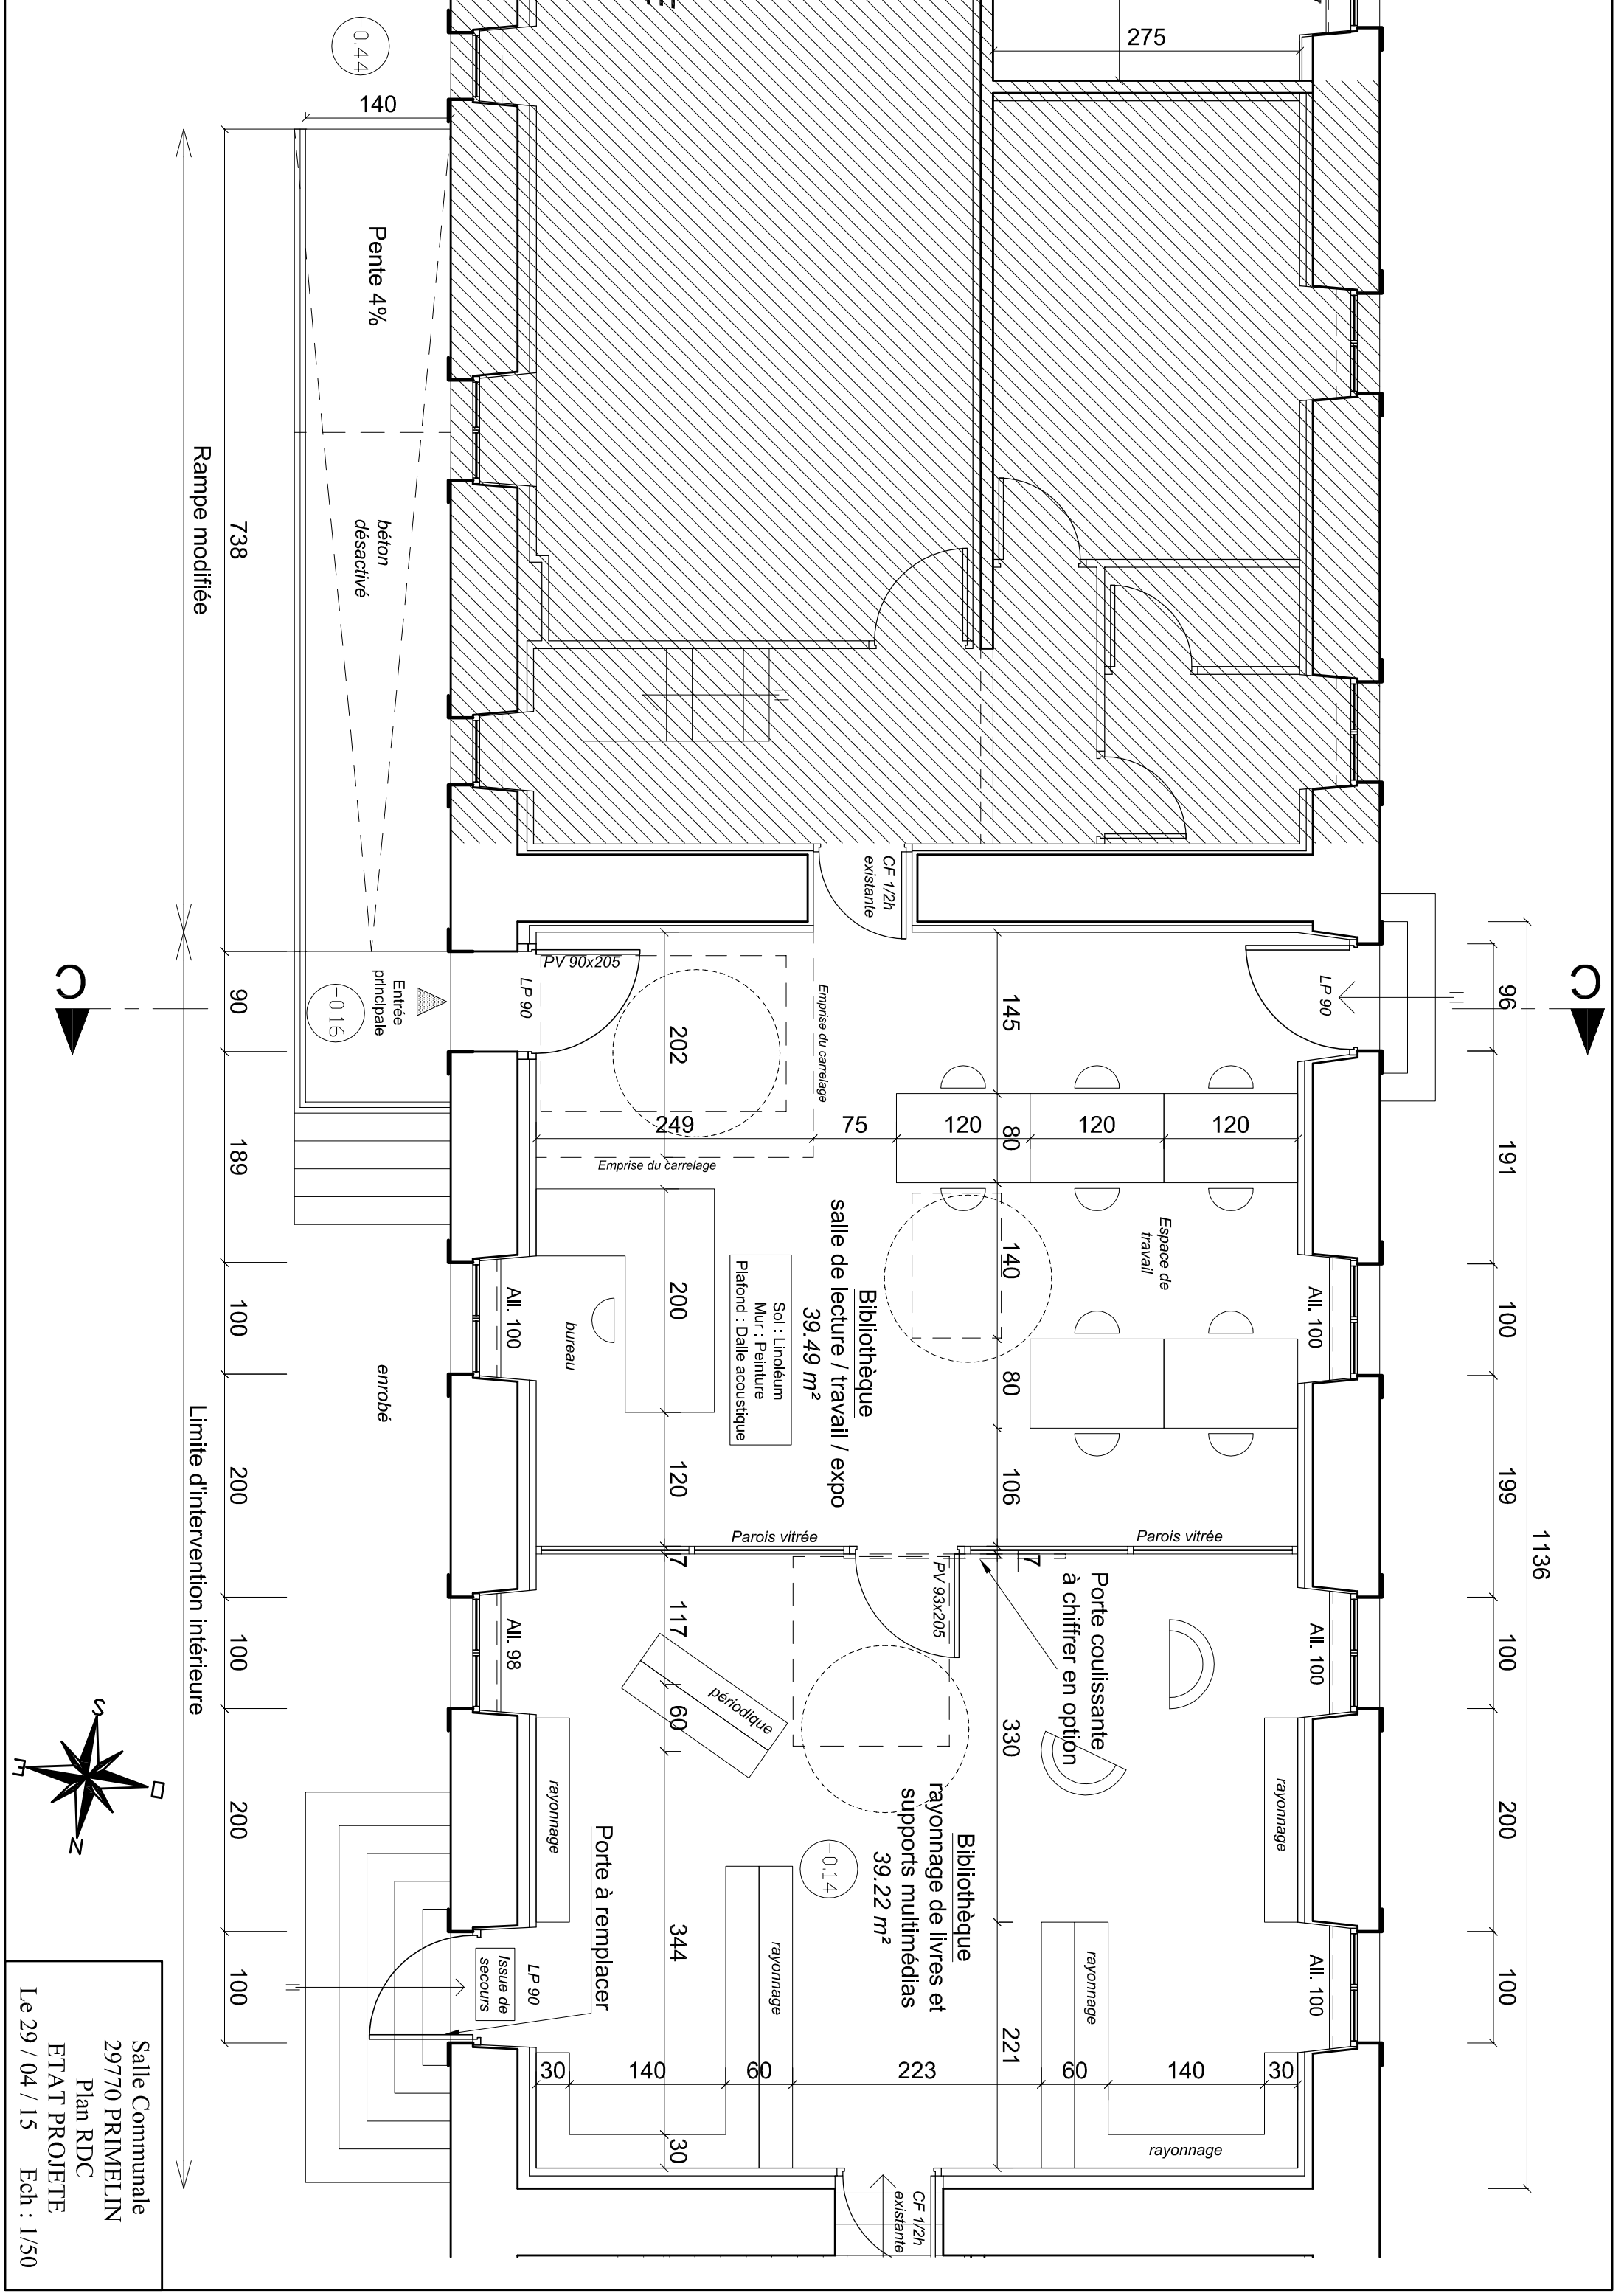 275
-0.44
140
Pente 4%
béton
désactivé
738
Rampe modifiée
CF 1/2h
existante
C
C
Entrée
principale
-0.16
LP 90
PV 90x205
Emprise du carrelage
Emprise du carrelage
LP 90
96
191
100
199
100
200
100
1136
90
189
100
200
100
200
100
202
145
249
75
120
120
120
80
140
80
106
200
120
Espace de
travail
Bibliothèque
salle de lecture / travail / expo
39.49 m²
Sol : Linoléum
Mur : Peinture
Plafond : Dalle acoustique
bureau
All. 100
All. 100
enrobé
Limite d'intervention intérieure
Parois vitrée
Parois vitrée
7
7
PV 93x205
Porte coulissante
à chiffrer en option
117
60
330
périodique
All. 98
All. 100
rayonnage
rayonnage
Bibliothèque
rayonnage de livres et
supports multimédias
39.22 m²
-0.14
Porte à remplacer
344
221
rayonnage
rayonnage
All. 100
LP 90
Issue de
secours
30
140
60
223
60
140
30
30
rayonnage
CF 1/2h
existante
S
E
O
N
Salle Communale
29770 PRIMELIN
Plan RDC
ETAT PROJETE
Le 29 / 04 / 15 Ech : 1/50